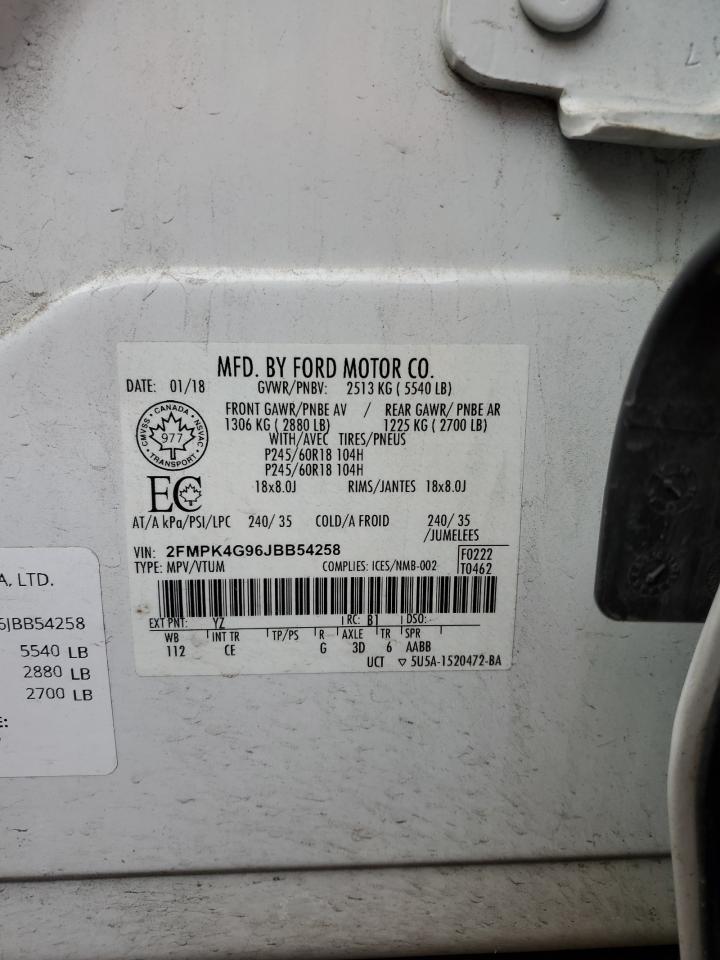 MFD. BY FORD MOTOR CO.
DATE: 01/18 GVWR/PNBV: 2513 KG ( 5540 LB)
FRONT GAWR/PNBE AV / REAR GAWR/ PNBE AR
1306 KG ( 2880 LB) 1225 KG ( 2700 LB)
WITH/AVEC TIRES/PNEUS
P245/60R18 104H
P245/60R18 104H
18x8.0J RIMS/JANTES 18x8.0J
CANADA
CMVSS 977 NSVAC
TRANSPORT
EC
AT/A kPa/PSI/LPC 240/ 35 COLD/A FROID 240/ 35
/JUMELEES
VIN: 2FMPK4G96JBB54258 F0222
TYPE: MPV/VTUM COMPLIES: ICES/NMB-002 T0462
EXT PNT: YZ RC: B1 DSO:
WB INT TR TP/PS R AXLE TR SPR
112 CE G 3D 6 AABB
UCT ▽ 5U5A-1520472-BA
A, LTD.
6JBB54258
5540 LB
2880 LB
2700 LB
E: